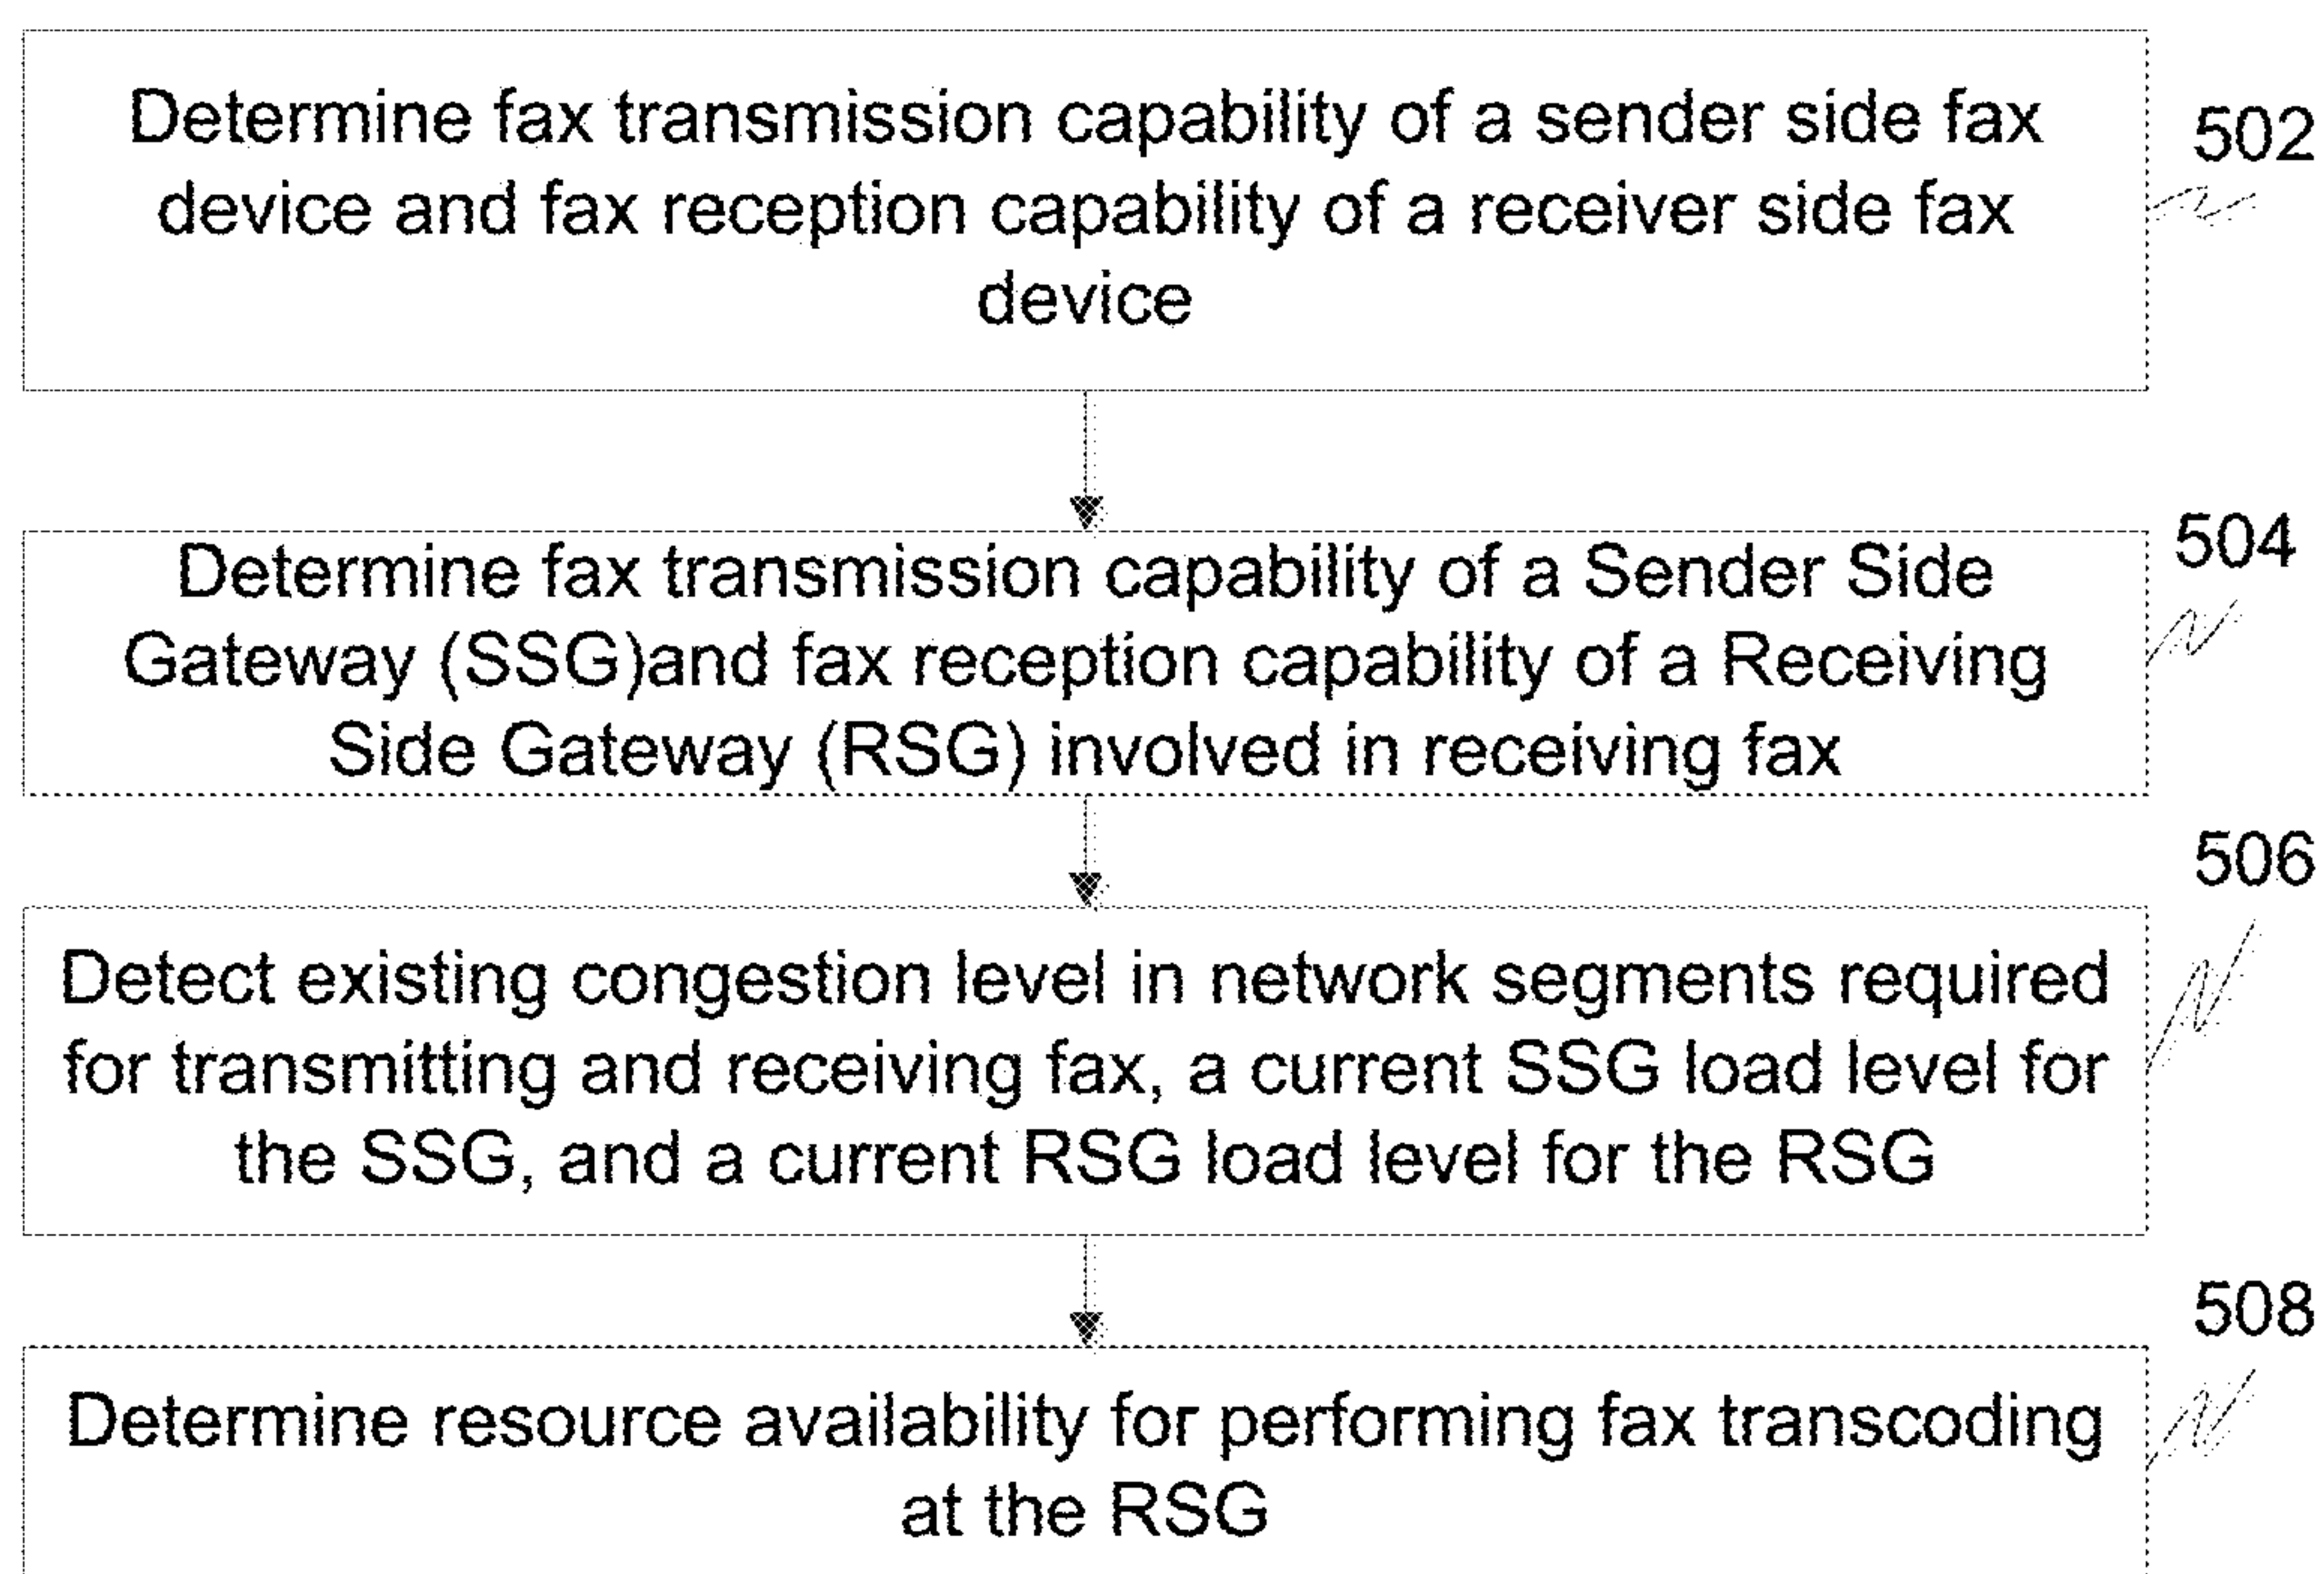 Determine fax transmission capability of a sender side fax
device and fax reception capability of a receiver side fax
device
502
Determine fax transmission capability of a Sender Side
Gateway (SSG)and fax reception capability of a Receiving
Side Gateway (RSG) involved in receiving fax
504
Detect existing congestion level in network segments required
for transmitting and receiving fax, a current SSG load level for
the SSG, and a current RSG load level for the RSG
506
Determine resource availability for performing fax transcoding
at the RSG
508